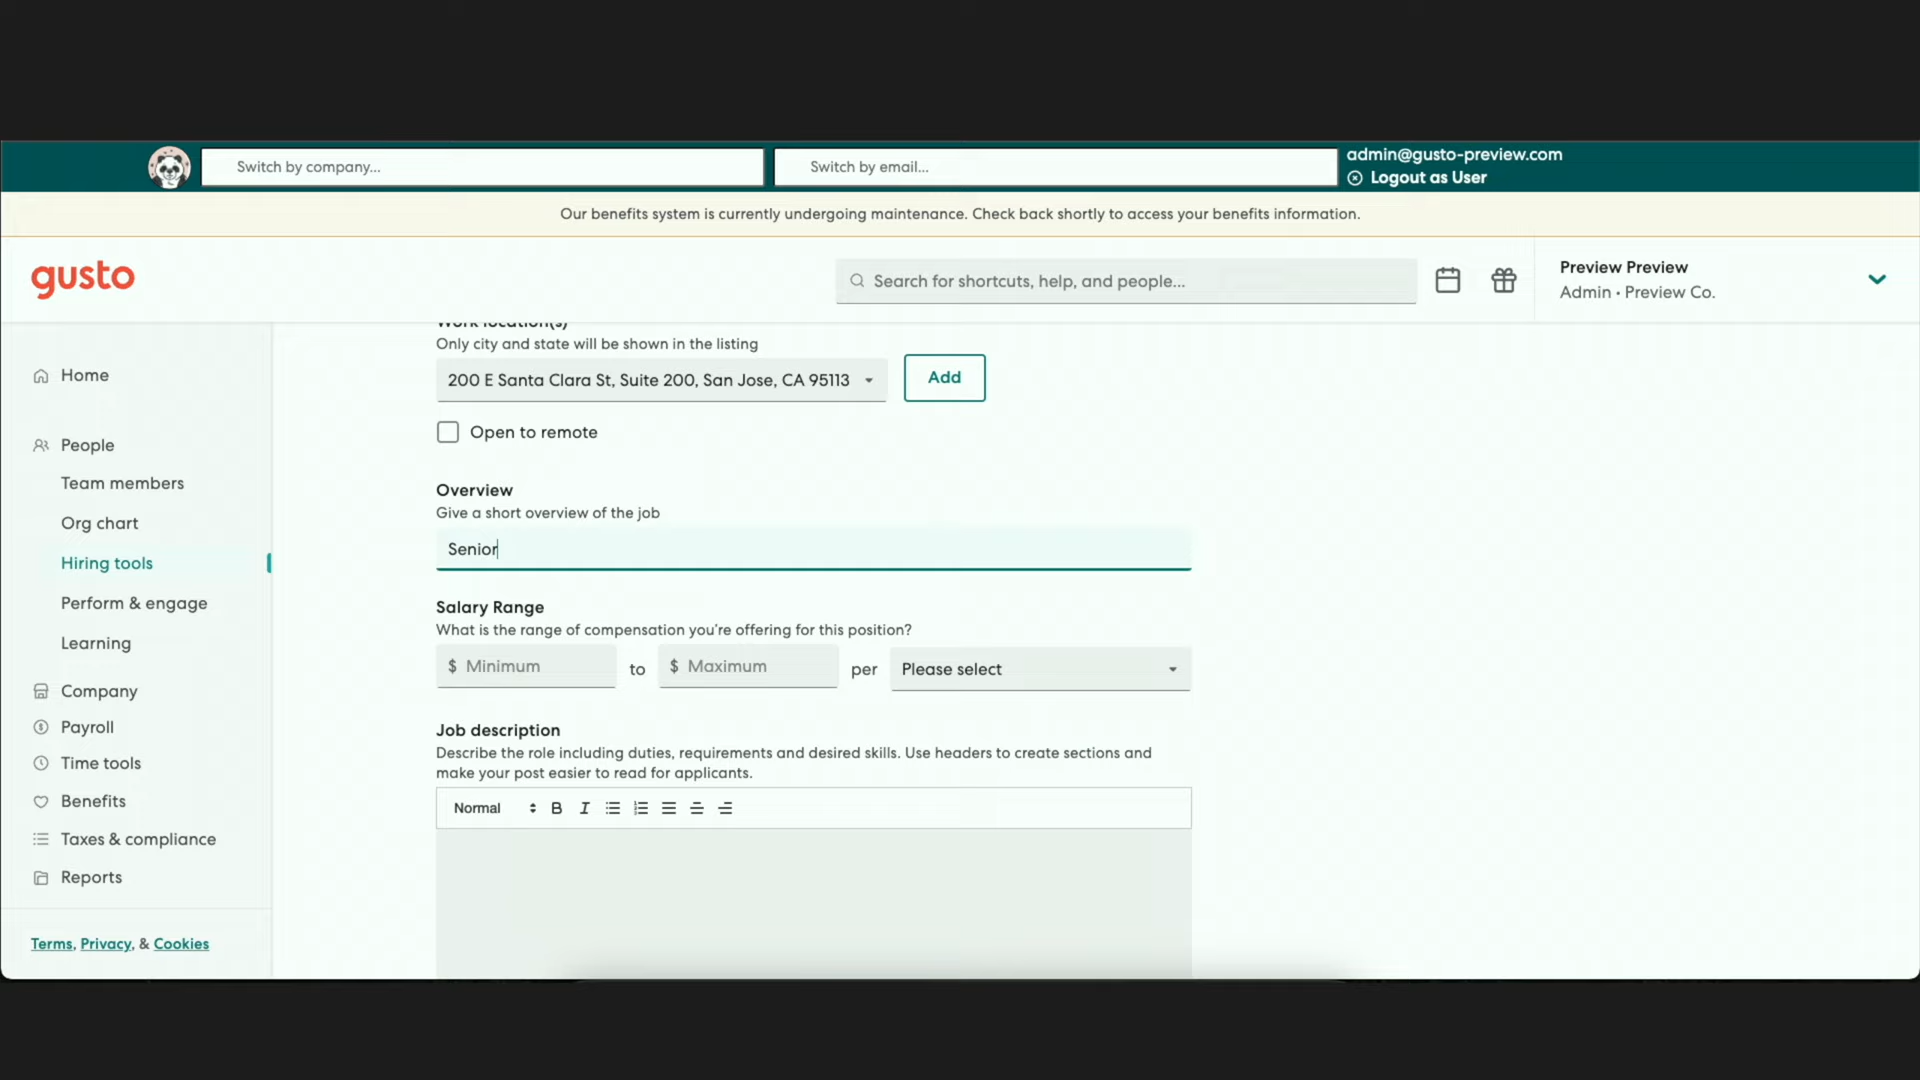 Switch by company...
Switch by email...
admin@gusto-preview.com
Logout as User
Our benefits system is currently undergoing maintenance. Check back shortly to access your benefits information.
gusto
Search for shortcuts, help, and people...
Preview Preview
Admin • Preview Co.
Home
People
Team members
Org chart
Hiring tools
Perform & engage
Learning
Company
Payroll
Time tools
Benefits
Taxes & compliance
Reports
Terms, Privacy, & Cookies
Work location(s)
Only city and state will be shown in the listing
200 E Santa Clara St, Suite 200, San Jose, CA 95113
Add
Open to remote
Overview
Give a short overview of the job
Senior
Salary Range
What is the range of compensation you're offering for this position?
$ Minimum to $ Maximum per Please select
Job description
Describe the role including duties, requirements and desired skills. Use headers to create sections and
make your post easier to read for applicants.
Normal B I